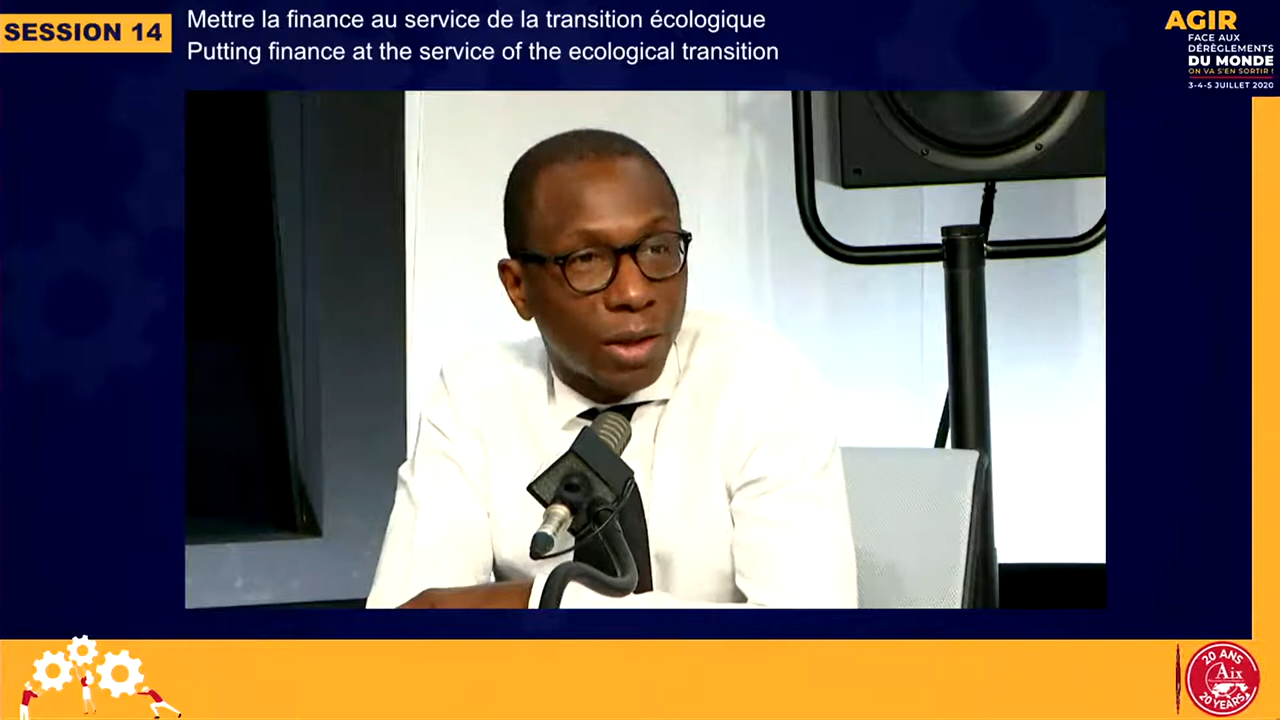 SESSION 14
Mettre la finance au service de la transition écologique
Putting finance at the service of the ecological transition
AGIR
FACE AUX
DÉRÈGLEMENTS
DU MONDE
ON VA S'EN SORTIR !
3-4-5 JUILLET 2020
20 ANS
Aix
20 YEARS